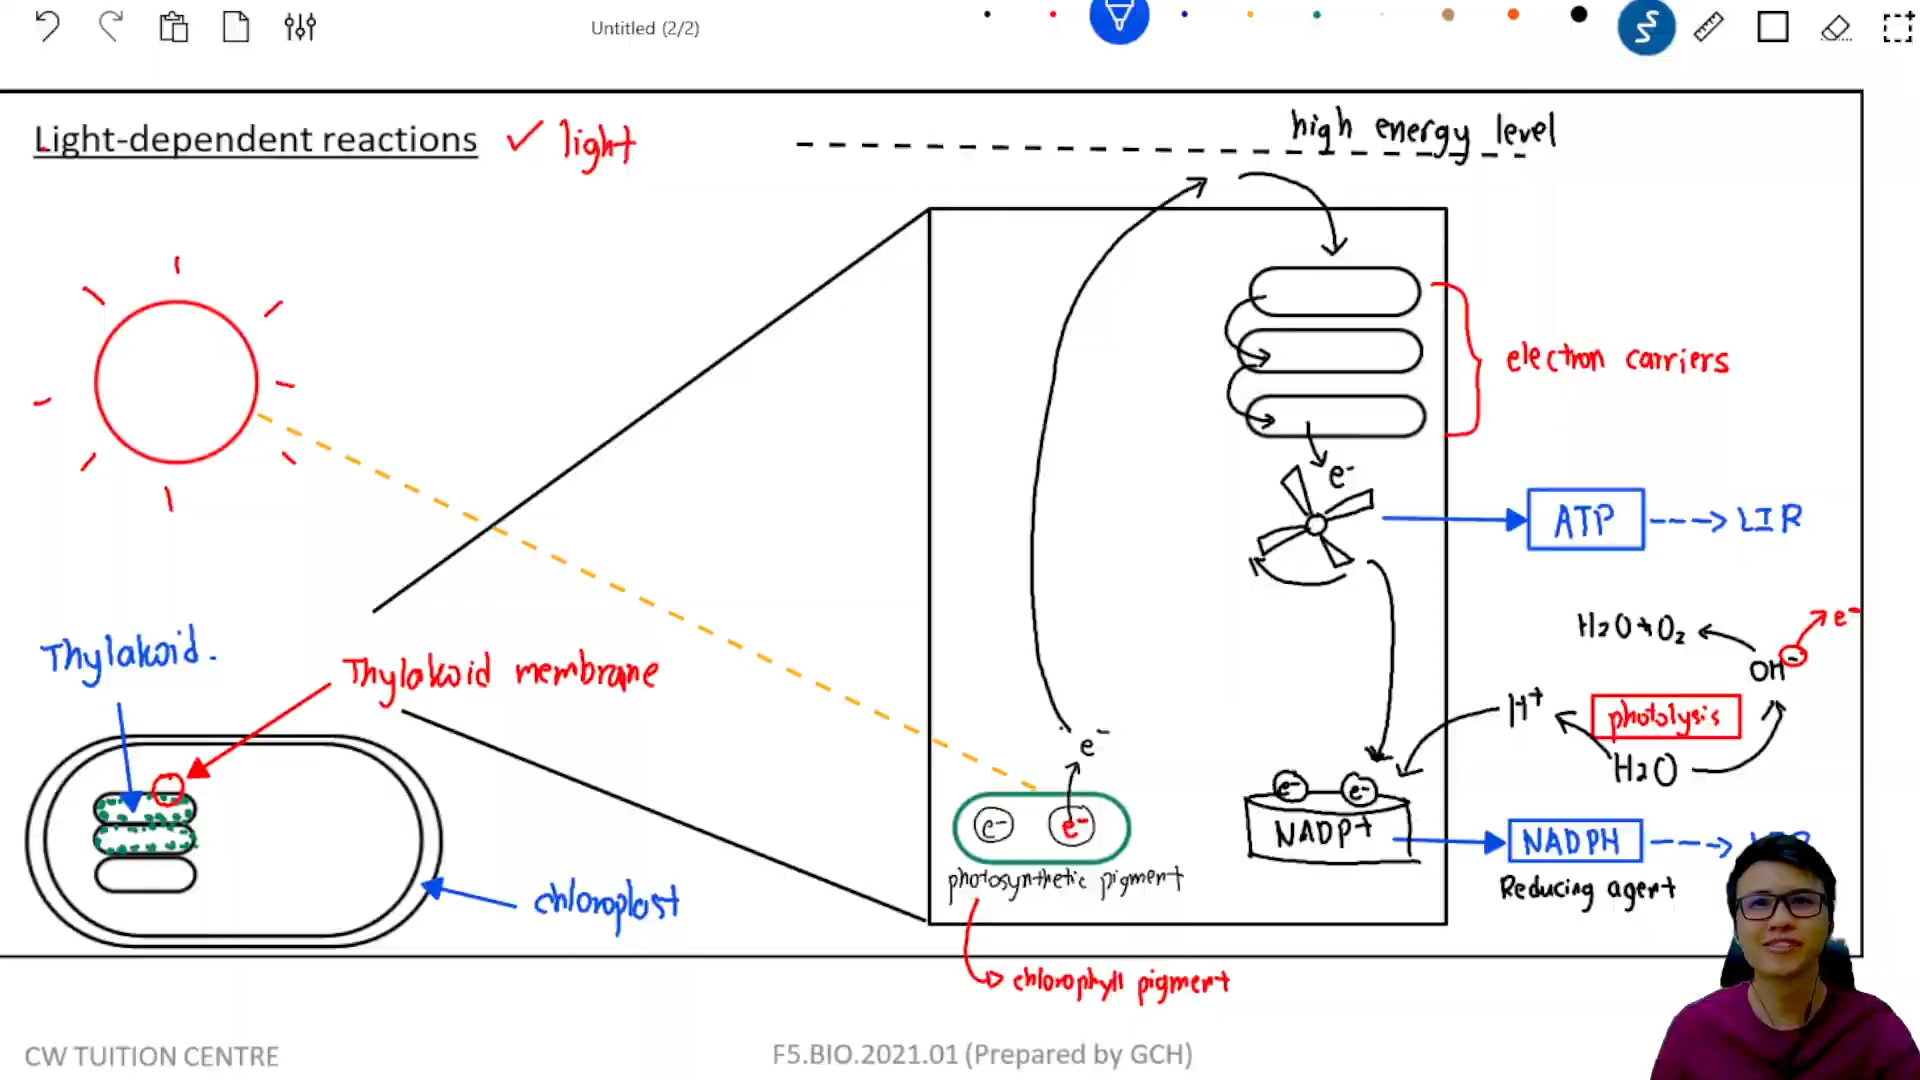 Untitled (2/2)
Light-dependent reactions ✓ light
high energy level
electron carriers
e⁻
ATP
LIR
H2O + O2
OH⁻
e⁻
Thylakoid.
Thylakoid membrane
H⁺
photolysis
H2O
e⁻
e⁻
e⁻
e⁻
e⁻
NADP+
NADPH
photosynthetic pigment
Reducing agent
chloroplast
chlorophyll pigment
CW TUITION CENTRE
F5.BIO.2021.01 (Prepared by GCH)